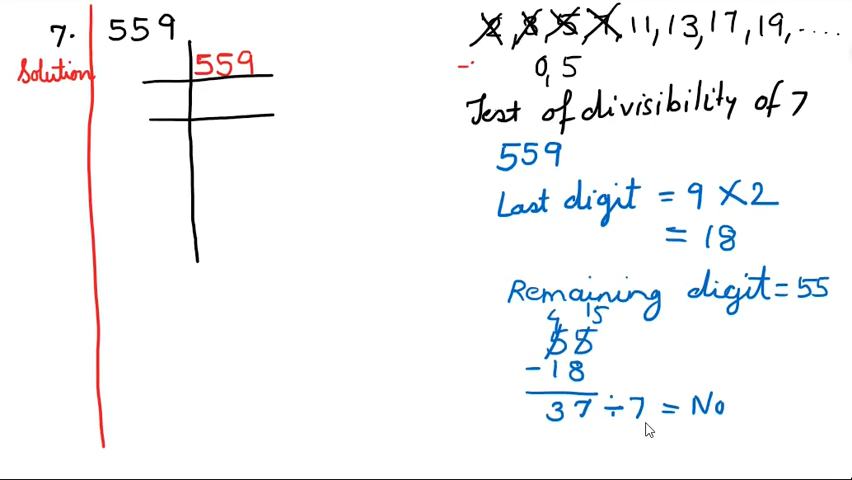 7. 559
Solution
559
2, 3, 5, 7, 11, 13, 17, 19, ....
0, 5
Test of divisibility of 7
559
Last digit = 9 X 2
= 18
Remaining digit = 55
4 15
55
- 18
37 ÷ 7 = No